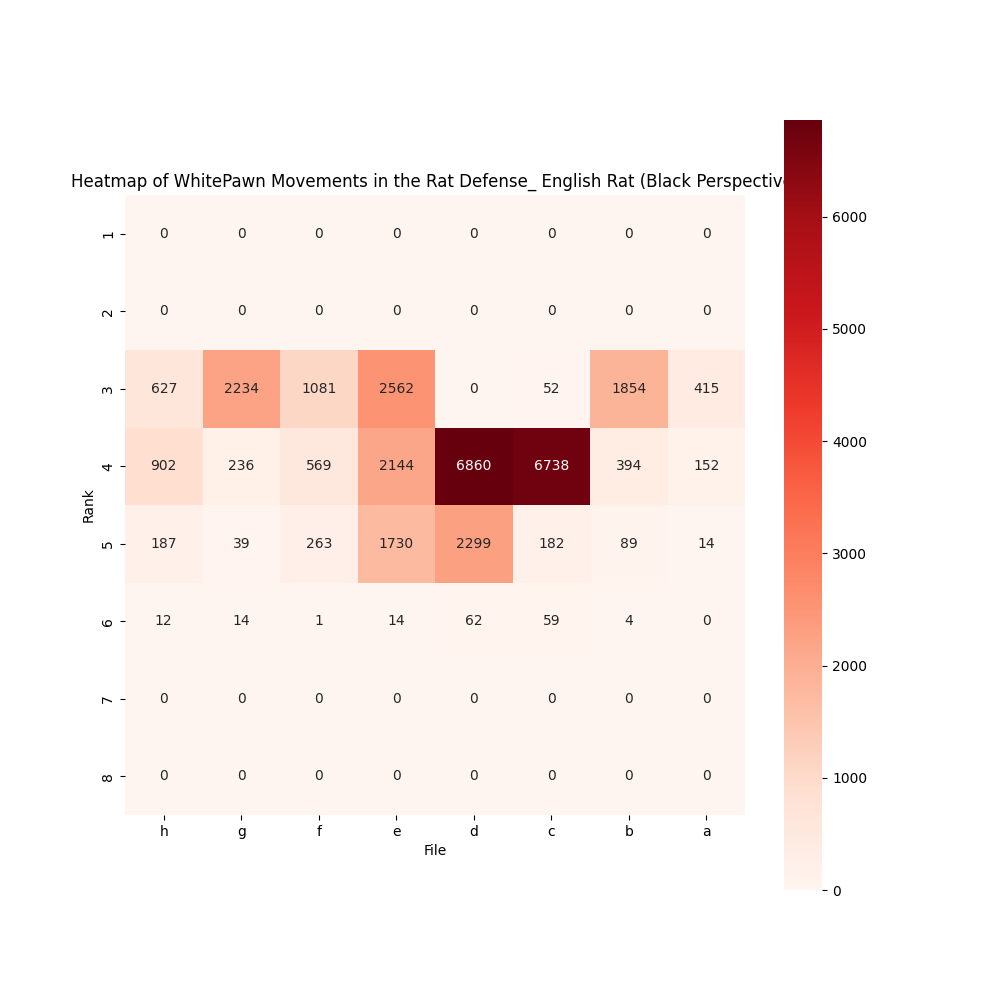 Heatmap of WhitePawn Movements in the Rat Defense_ English Rat (Black Perspectiv
1 0 0 0 0 0 0 0 0
2 0 0 0 0 0 0 0 0
3 627 2234 1081 2562 0 52 1854 415
4 902 236 569 2144 6860 6738 394 152
5 187 39 263 1730 2299 182 89 14
6 12 14 1 14 62 59 4 0
7 0 0 0 0 0 0 0 0
8 0 0 0 0 0 0 0 0
Rank
h g f e d c b a
File
6000
5000
4000
3000
2000
1000
0